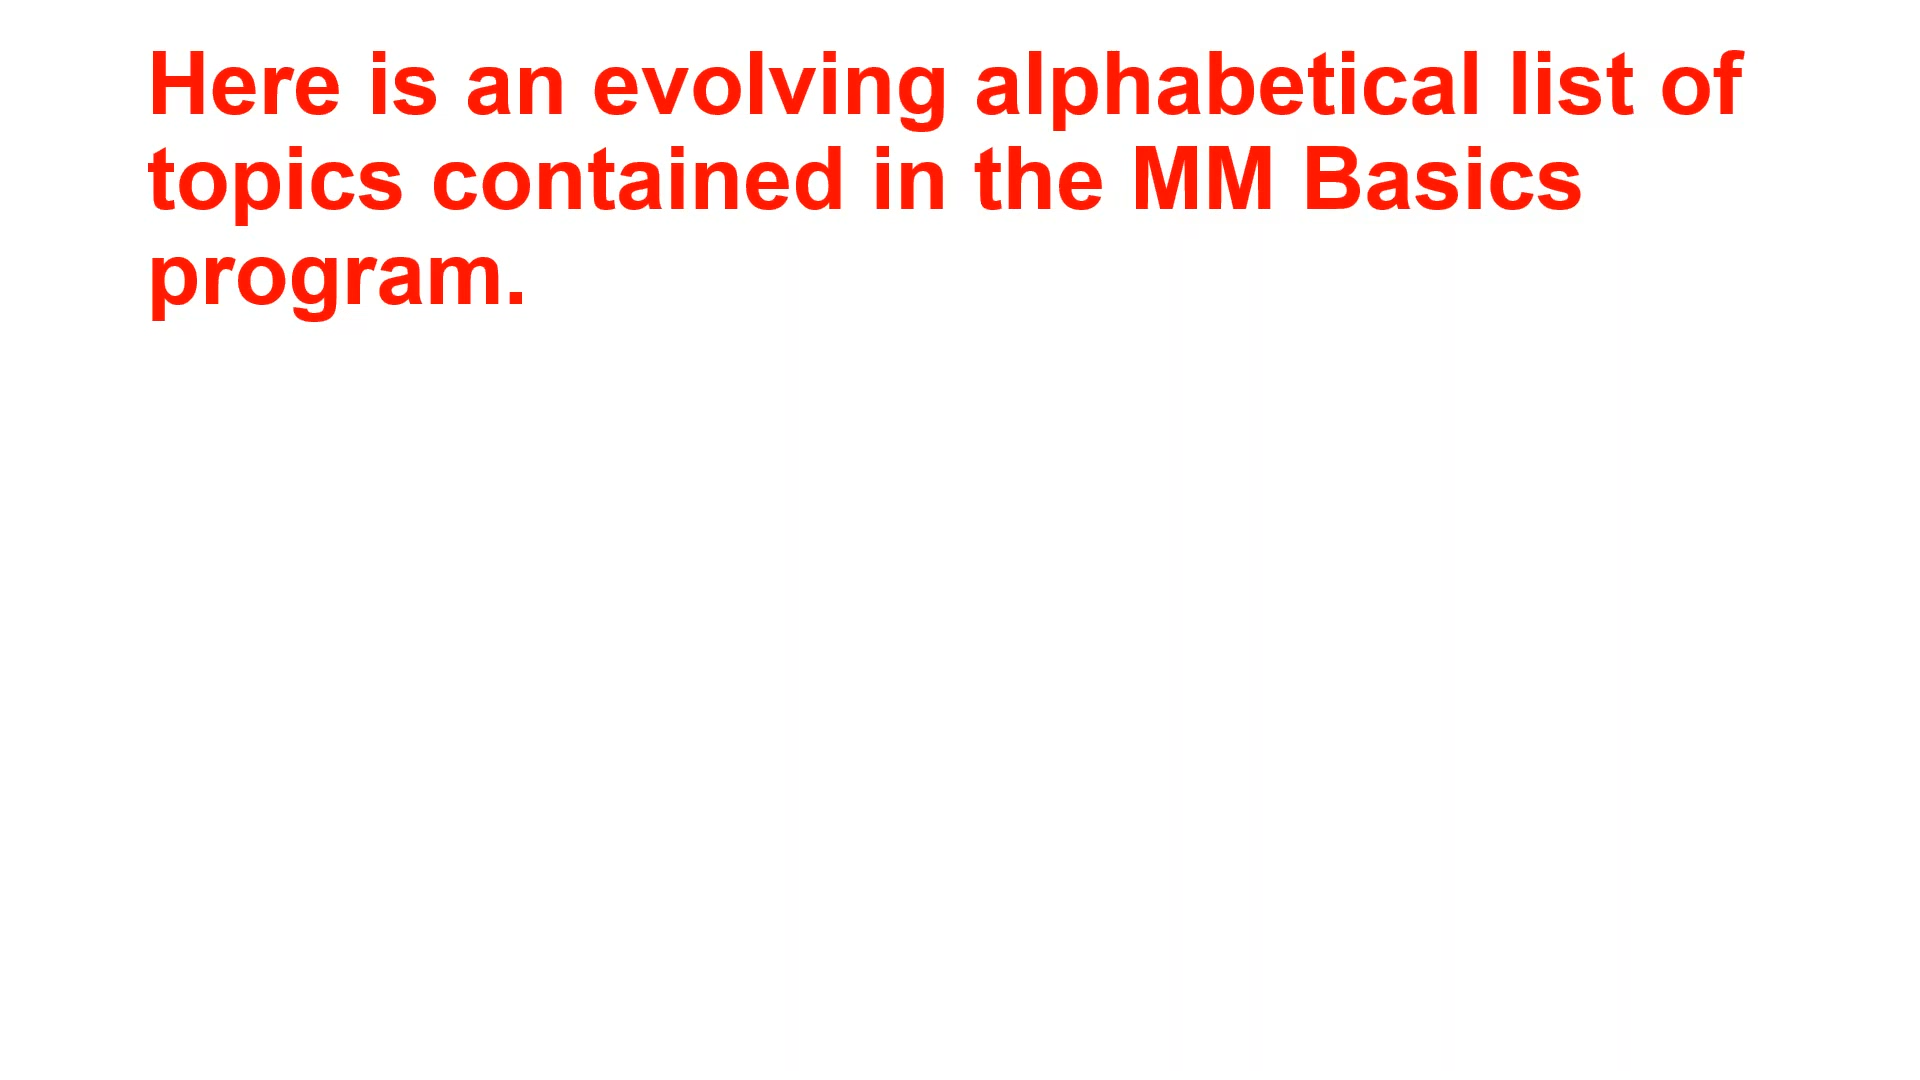 Here is an evolving alphabetical list of
topics contained in the MM Basics
program.